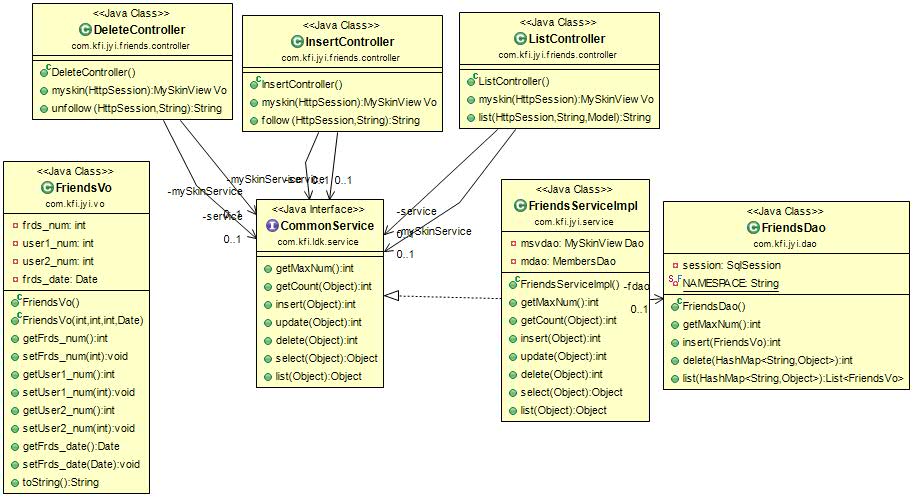 <<Java Class>>
DeleteController
com.kfi.jyi.friends.controller
DeleteController()
myskin(HttpSession):MySkinView Vo
unfollow (HttpSession,String):String
<<Java Class>>
InsertController
com.kfi.jyi.friends.controller
InsertController()
myskin(HttpSession):MySkinView Vo
follow (HttpSession,String):String
<<Java Class>>
ListController
com.kfi.jyi.friends.controller
ListController()
myskin(HttpSession):MySkinView Vo
list(HttpSession,String,Model):String
-mySkinService
-mySkinService
0..1
0..1
-service
0..1
-service
0..1
-mySkinService
0..1
<<Java Class>>
FriendsVo
com.kfi.jyi.vo
frds_num: int
user1_num: int
user2_num: int
frds_date: Date
FriendsVo()
FriendsVo(int,int,int,Date)
getFrds_num():int
setFrds_num(int):void
getUser1_num():int
setUser1_num(int):void
getUser2_num():int
setUser2_num(int):void
getFrds_date():Date
setFrds_date(Date):void
toString():String
<<Java Interface>>
CommonService
com.kfi.ldk.service
getMaxNum():int
getCount(Object):int
insert(Object):int
update(Object):int
delete(Object):int
select(Object):Object
list(Object):Object
<<Java Class>>
FriendsServiceImpl
com.kfi.jyi.service
msvdao: MySkinView Dao
mdao: MembersDao
FriendsServiceImpl()
getMaxNum():int
getCount(Object):int
insert(Object):int
update(Object):int
delete(Object):int
select(Object):Object
list(Object):Object
-fdao
0..1
<<Java Class>>
FriendsDao
com.kfi.jyi.dao
session: SqlSession
NAMESPACE: String
FriendsDao()
getMaxNum():int
insert(FriendsVo):int
delete(HashMap<String,Object>):int
list(HashMap<String,Object>):List<FriendsVo>